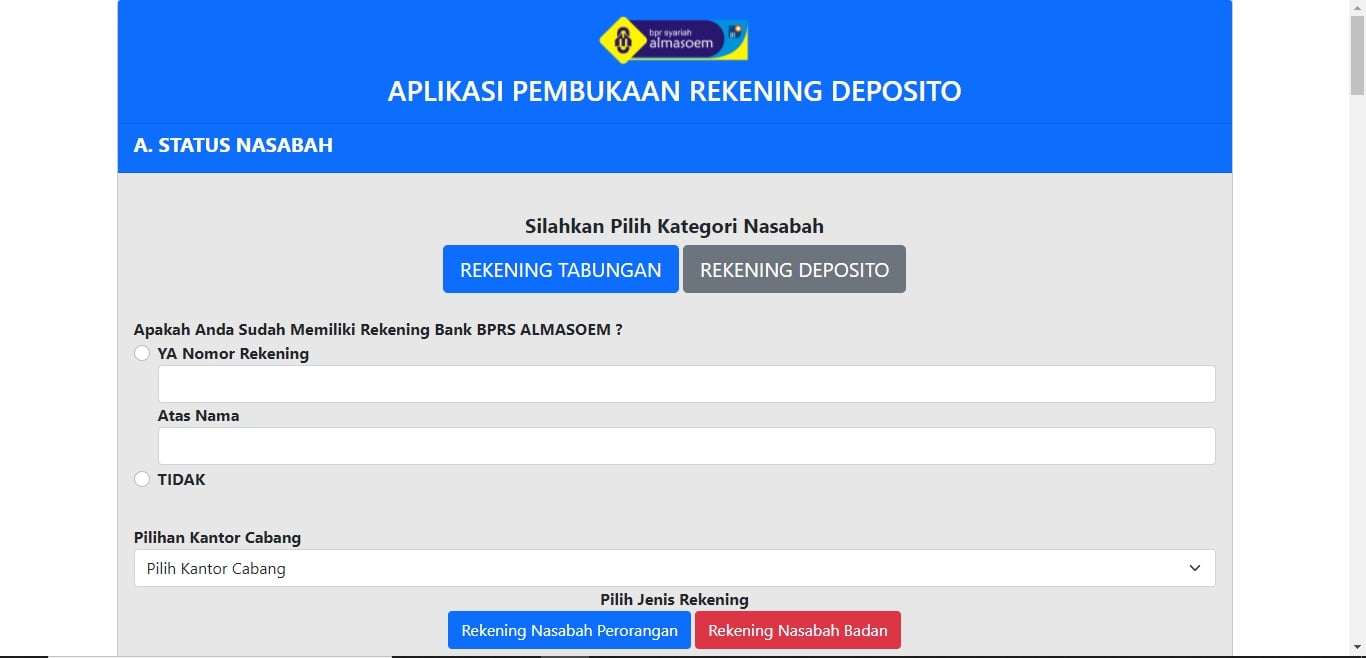 bpr syariah
almasoem
APLIKASI PEMBUKAAN REKENING DEPOSITO
A. STATUS NASABAH
Silahkan Pilih Kategori Nasabah
REKENING TABUNGAN REKENING DEPOSITO
Apakah Anda Sudah Memiliki Rekening Bank BPRS ALMASOEM ?
YA Nomor Rekening
Atas Nama
TIDAK
Pilihan Kantor Cabang
Pilih Kantor Cabang
Pilih Jenis Rekening
Rekening Nasabah Perorangan Rekening Nasabah Badan